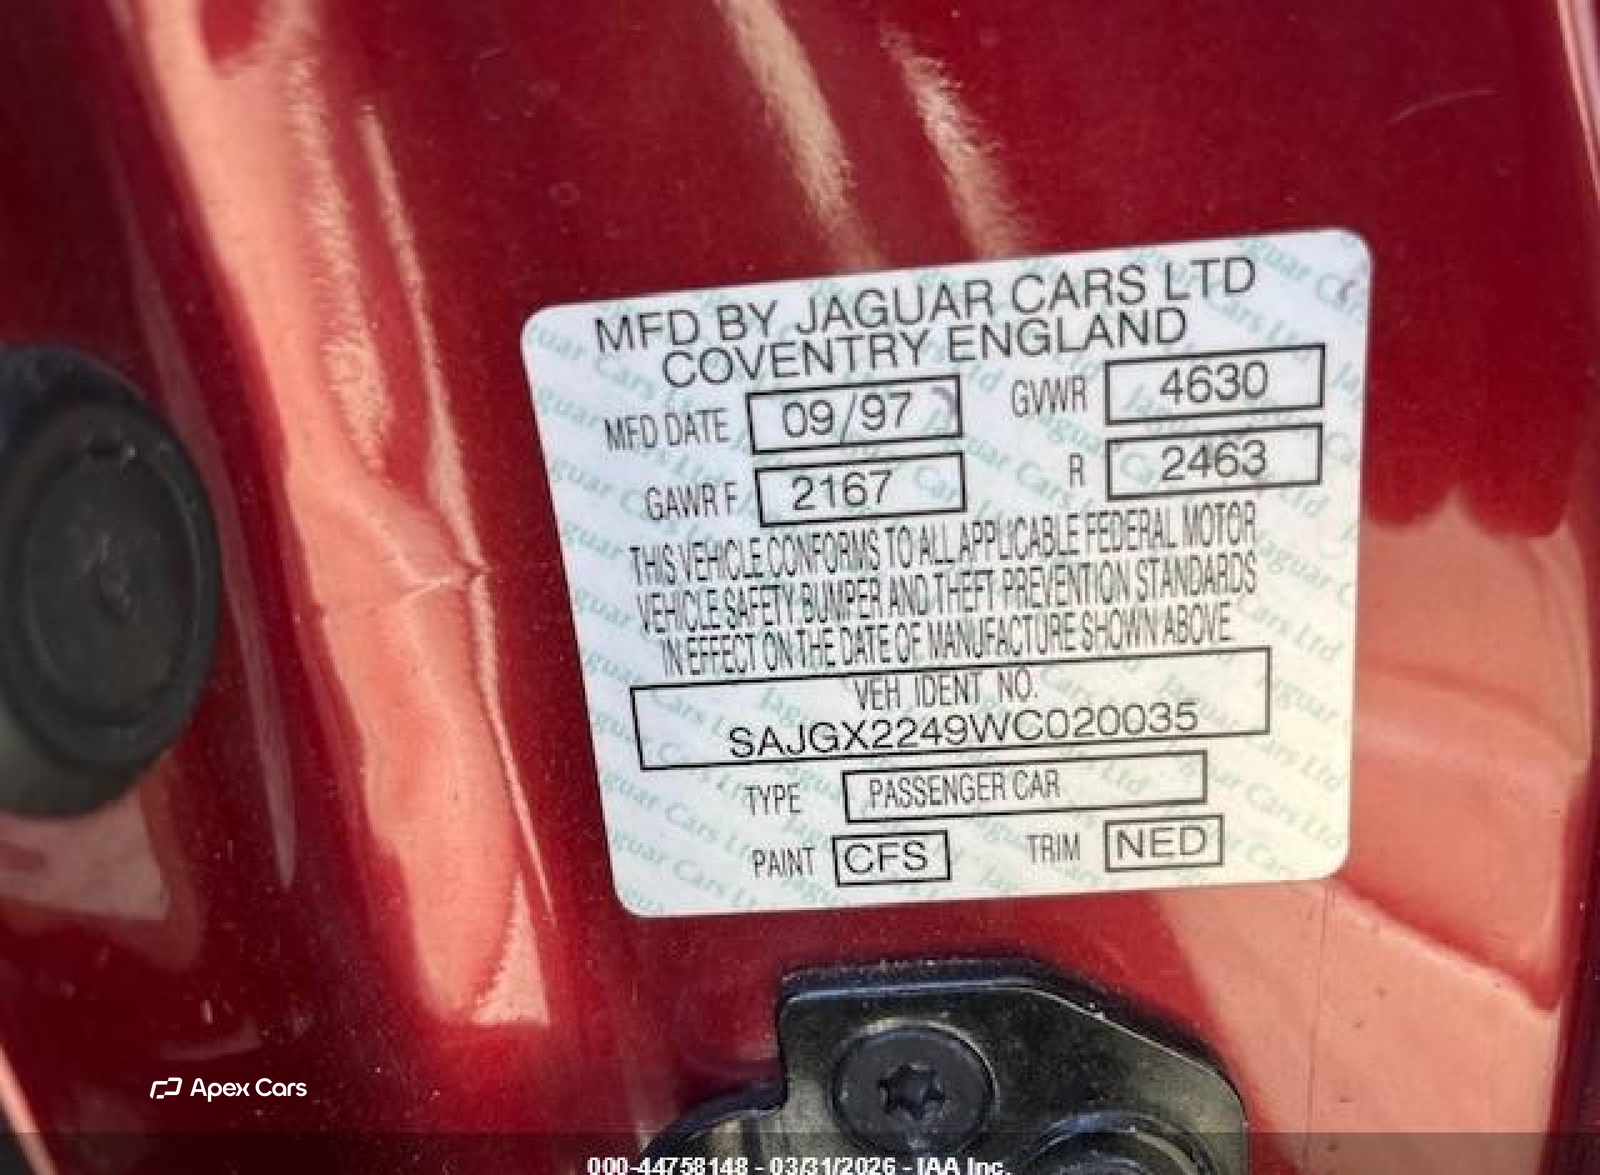 MFD BY JAGUAR CARS LTD
COVENTRY ENGLAND
MFD DATE 09/97 GVWR 4630
GAWR F 2167 R 2463
THIS VEHICLE CONFORMS TO ALL APPLICABLE FEDERAL MOTOR
VEHICLE SAFETY BUMPER AND THEFT PREVENTION STANDARDS
IN EFFECT ON THE DATE OF MANUFACTURE SHOWN ABOVE.
VEH IDENT NO.
SAJGX2249WC020035
TYPE PASSENGER CAR
PAINT CFS TRIM NED
Apex Cars
000-44758148 - 03/31/2026 - IAA Inc.